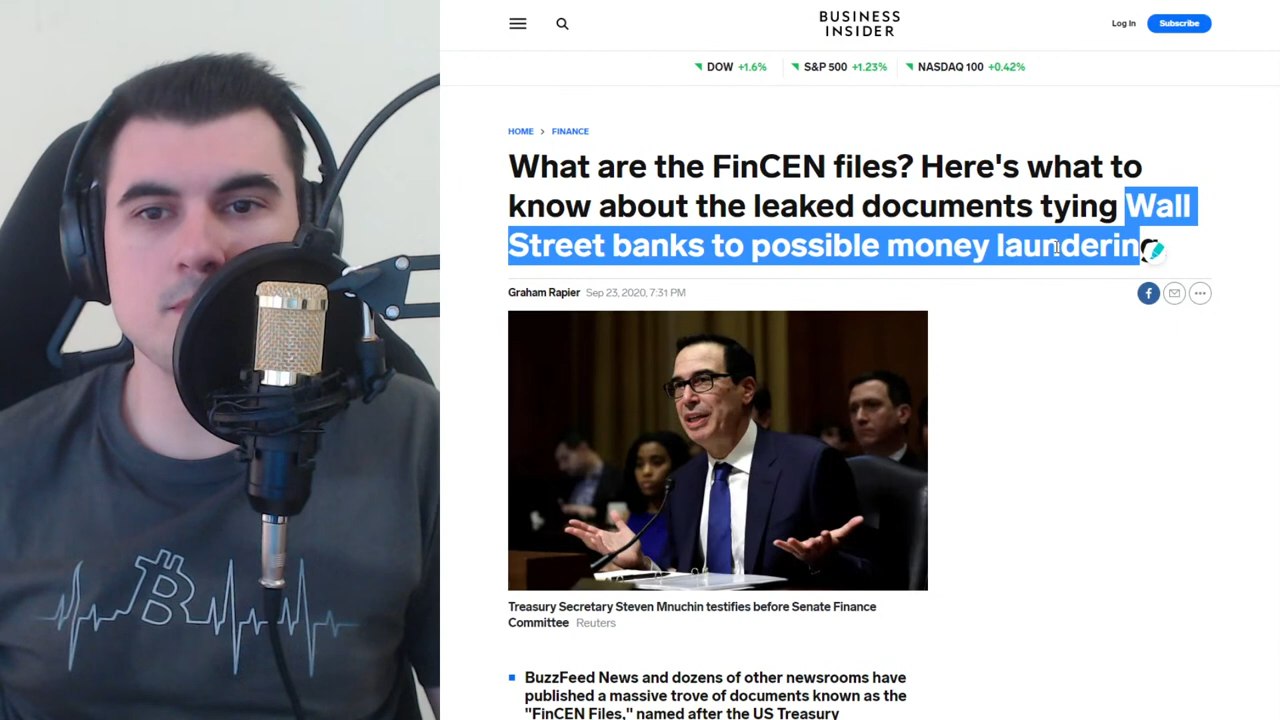 BUSINESS
INSIDER
Log In
Subscribe
DOW +1.6%
S&P 500 +1.23%
NASDAQ 100 +0.42%
HOME > FINANCE
What are the FinCEN files? Here's what to
know about the leaked documents tying Wall
Street banks to possible money launderin
Graham Rapier Sep 23, 2020, 7:31 PM
Treasury Secretary Steven Mnuchin testifies before Senate Finance
Committee Reuters
BuzzFeed News and dozens of other newsrooms have
published a massive trove of documents known as the
"FinCEN Files," named after the US Treasury